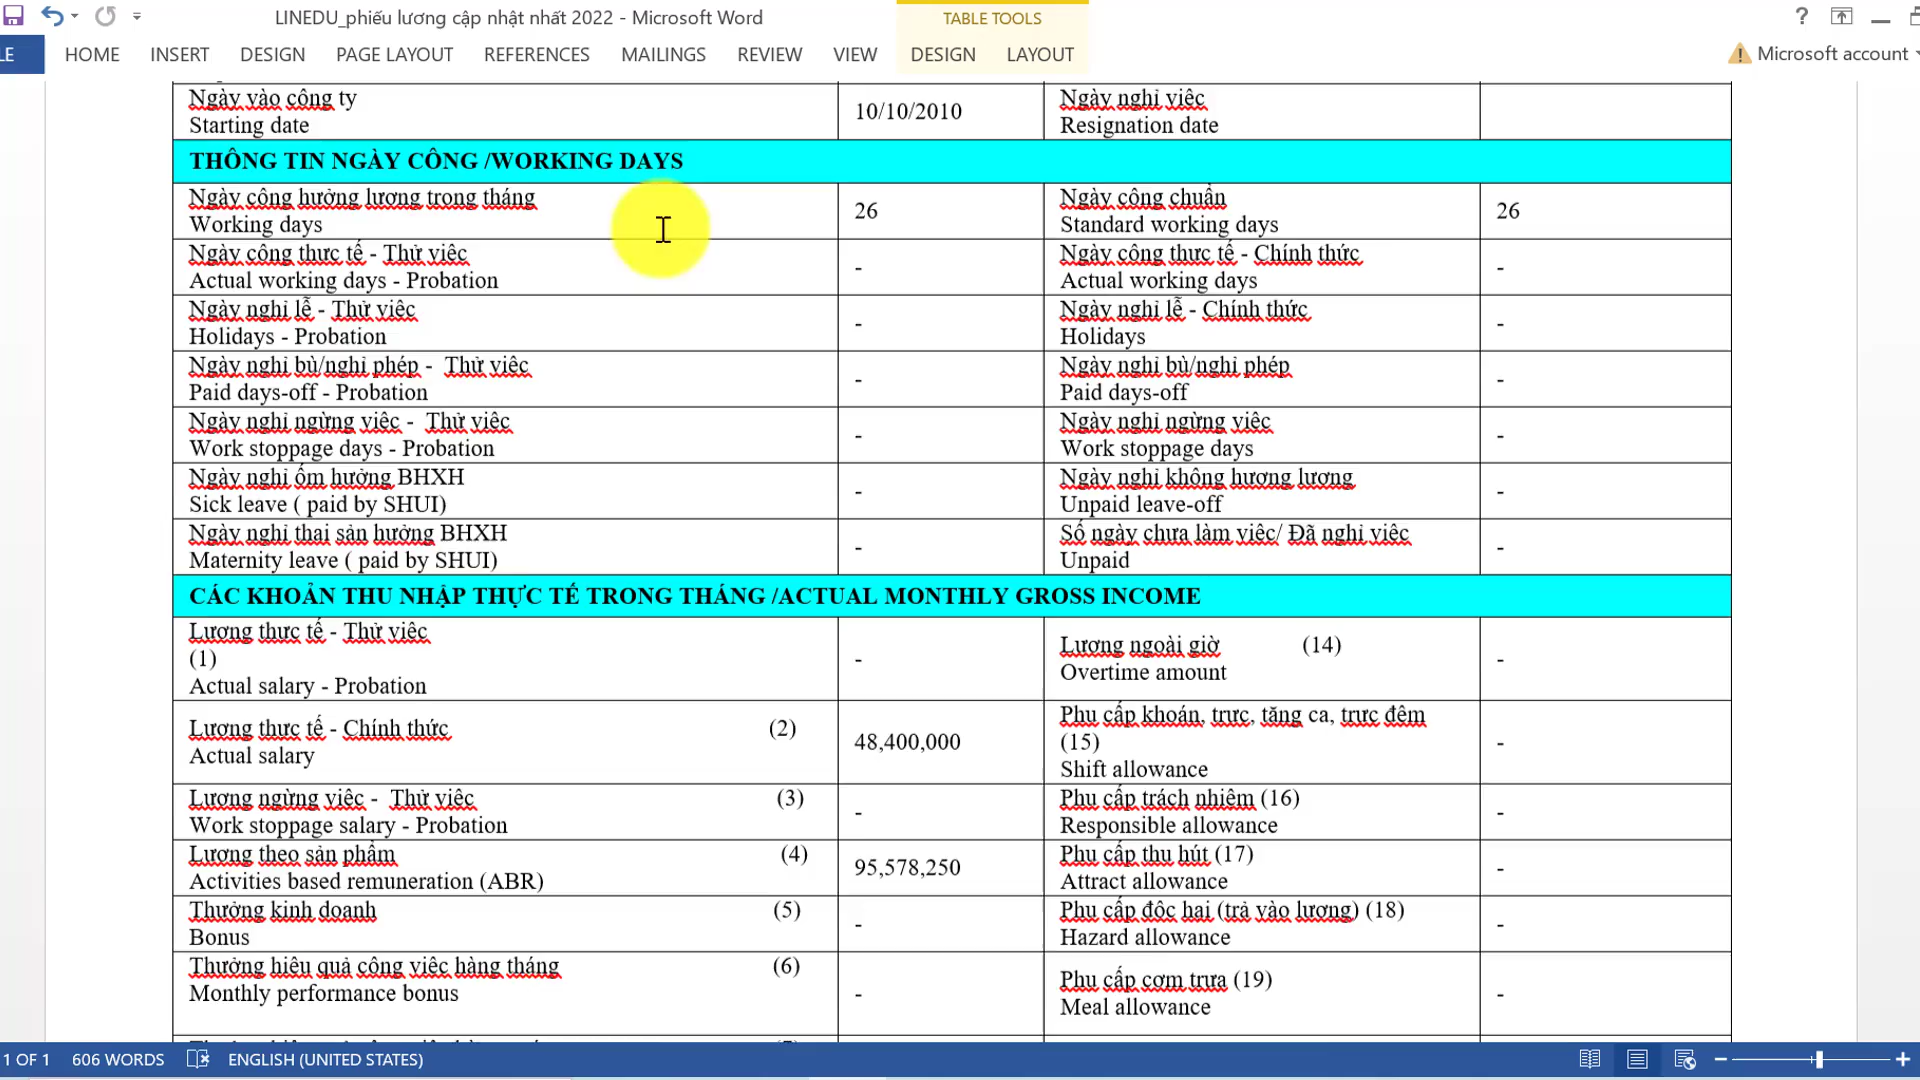 LINEDU_phiếu lương cập nhật nhất 2022 - Microsoft Word
TABLE TOOLS
?
LE
HOME
INSERT
DESIGN
PAGE LAYOUT
REFERENCES
MAILINGS
REVIEW
VIEW
DESIGN
LAYOUT
Microsoft account
Ngày vào công ty
Starting date
10/10/2010
Ngày nghỉ việc
Resignation date
THÔNG TIN NGÀY CÔNG /WORKING DAYS
Ngày công hưởng lương trong tháng
Working days
26
Ngày công chuẩn
Standard working days
26
Ngày công thực tế - Thử việc
Actual working days - Probation
-
Ngày công thực tế - Chính thức
Actual working days
-
Ngày nghỉ lễ - Thử việc
Holidays - Probation
-
Ngày nghỉ lễ - Chính thức
Holidays
-
Ngày nghỉ bù/nghỉ phép - Thử việc
Paid days-off - Probation
-
Ngày nghỉ bù/nghỉ phép
Paid days-off
-
Ngày nghỉ ngừng việc - Thử việc
Work stoppage days - Probation
-
Ngày nghỉ ngừng việc
Work stoppage days
-
Ngày nghỉ ốm hưởng BHXH
Sick leave ( paid by SHUI)
-
Ngày nghỉ không hương lương
Unpaid leave-off
-
Ngày nghỉ thai sản hưởng BHXH
Maternity leave ( paid by SHUI)
-
Số ngày chưa làm việc/ Đã nghỉ việc
Unpaid
-
CÁC KHOẢN THU NHẬP THỰC TẾ TRONG THÁNG /ACTUAL MONTHLY GROSS INCOME
Lương thực tế - Thử việc
(1)
Actual salary - Probation
-
Lương ngoài giờ (14)
Overtime amount
-
Lương thực tế - Chính thức (2)
Actual salary
48,400,000
Phụ cấp khoán, trực, tăng ca, trực đêm
(15)
Shift allowance
-
Lương ngừng việc - Thử việc (3)
Work stoppage salary - Probation
-
Phụ cấp trách nhiệm (16)
Responsible allowance
-
Lương theo sản phẩm (4)
Activities based remuneration (ABR)
95,578,250
Phụ cấp thu hút (17)
Attract allowance
-
Thưởng kinh doanh (5)
Bonus
-
Phụ cấp độc hại (trả vào lương) (18)
Hazard allowance
-
Thưởng hiệu quả công việc hàng tháng (6)
Monthly performance bonus
-
Phụ cấp cơm trưa (19)
Meal allowance
-
1 OF 1
606 WORDS
ENGLISH (UNITED STATES)